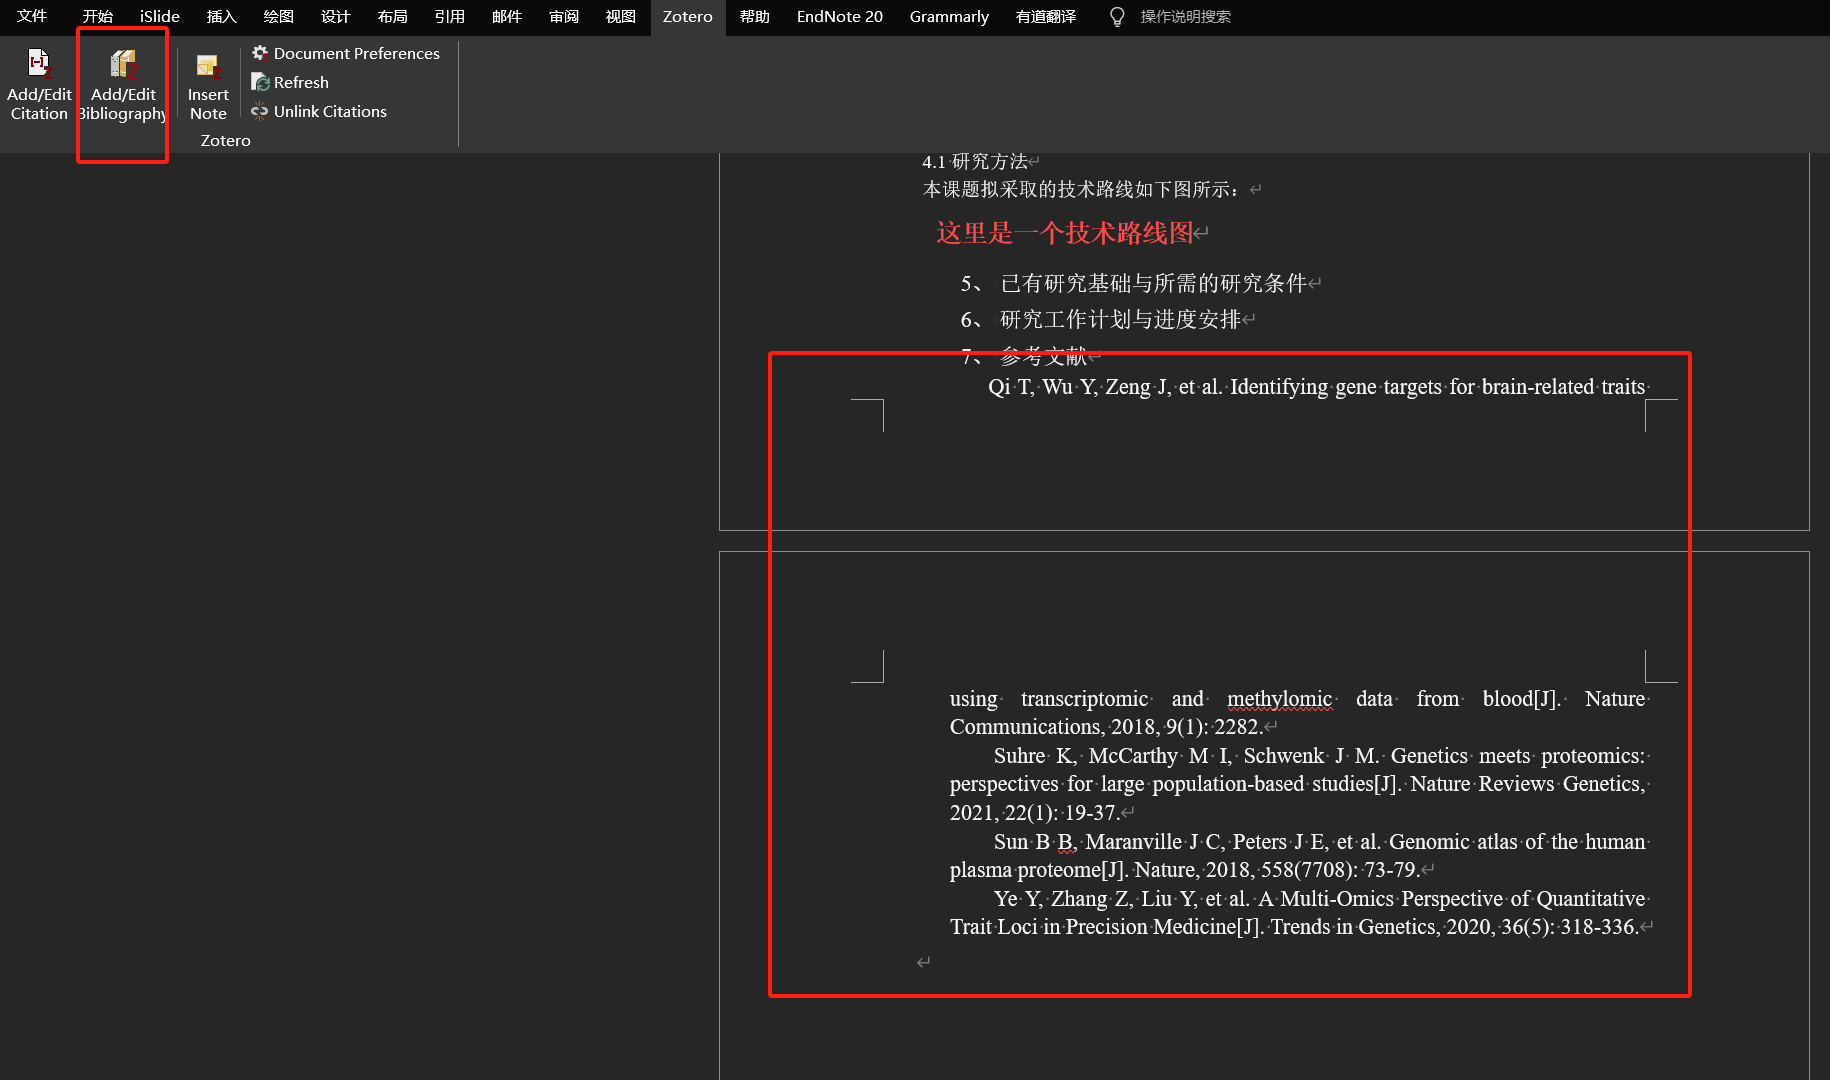 文件 开始 iSlide 插入 绘图 设计 布局 引用 邮件 审阅 视图 Zotero 帮助 EndNote 20 Grammarly 有道翻译 操作说明搜索
Add/Edit Citation
Add/Edit Bibliography
Insert Note
Document Preferences
Refresh
Unlink Citations
Zotero
4.1 研究方法
本课题拟采取的技术路线如下图所示：
这里是一个技术路线图
5、 已有研究基础与所需的研究条件
6、 研究工作计划与进度安排
7、 参考文献
Qi T, Wu Y, Zeng J, et al. Identifying gene targets for brain-related traits
using transcriptomic and methylomic data from blood[J]. Nature
Communications, 2018, 9(1): 2282.
Suhre K, McCarthy M I, Schwenk J M. Genetics meets proteomics:
perspectives for large population-based studies[J]. Nature Reviews Genetics,
2021, 22(1): 19-37.
Sun B B, Maranville J C, Peters J E, et al. Genomic atlas of the human
plasma proteome[J]. Nature, 2018, 558(7708): 73-79.
Ye Y, Zhang Z, Liu Y, et al. A Multi-Omics Perspective of Quantitative
Trait Loci in Precision Medicine[J]. Trends in Genetics, 2020, 36(5): 318-336.